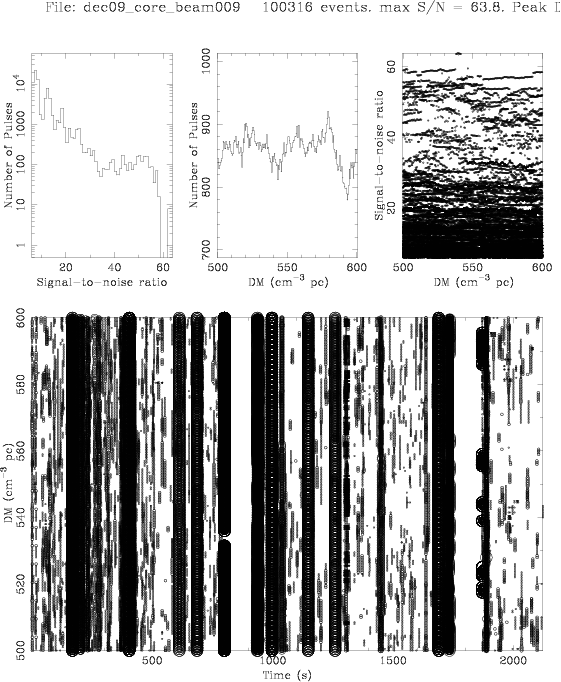 File: dec09_core_beam009 100316 events. max S/N = 63.8. Peak D
Number of Pulses
1 10 100 1000 10^4
20 40 60
Signal-to-noise ratio
Number of Pulses
700 800 900 1000
500 550 600
DM (cm^-3 pc)
Signal-to-noise ratio
20 40 60
500 550 600
DM (cm^-3 pc)
DM (cm^-3 pc)
500 520 540 560 580 600
500 1000 1500 2000
Time (s)